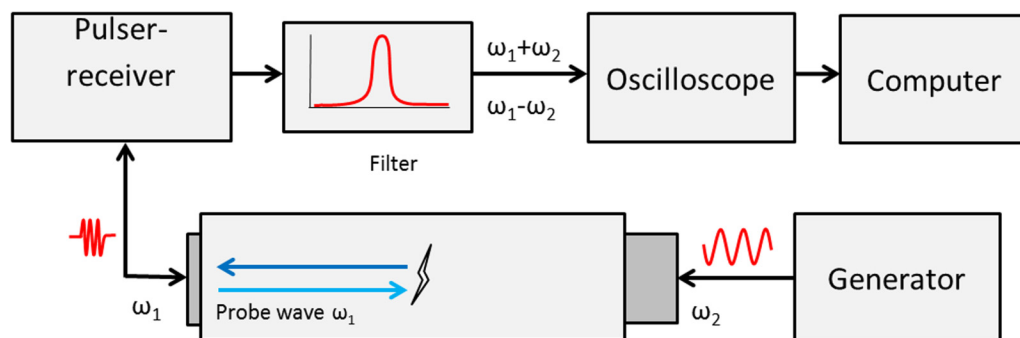 Pulser-
receiver
ω₁+ω₂
ω₁-ω₂
Oscilloscope
Computer
Filter
Probe wave ω₁
ω₁
ω₂
Generator